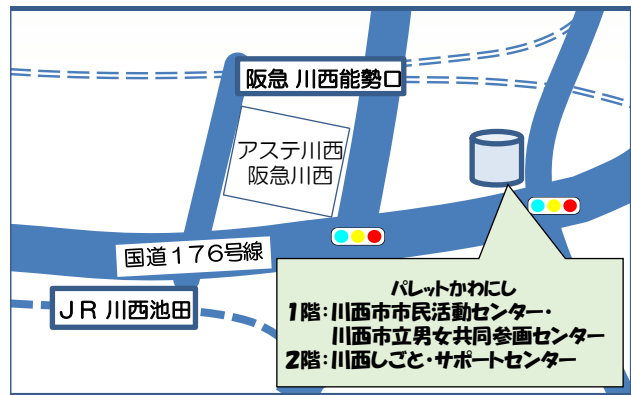 阪急 川西能勢口
アステ川西
阪急川西
国道176号線
JR 川西池田
パレットかわにし
1階:川西市市民活動センター・
川西市立男女共同参画センター
2階:川西しごと・サポートセンター